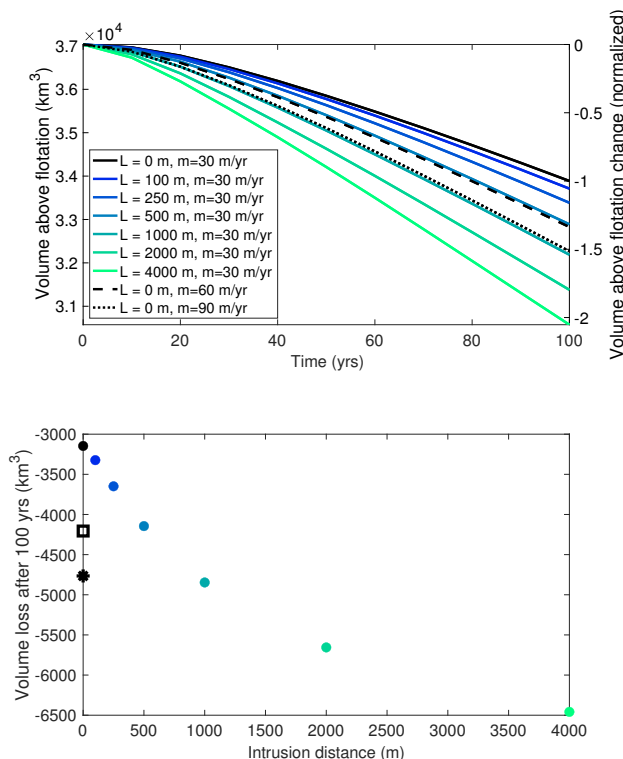 ×10⁴
3.7
3.6
3.5
3.4
3.3
3.2
3.1
Volume above flotation (km³)
0
-0.5
-1
-1.5
-2
Volume above flotation change (normalized)
L = 0 m, m=30 m/yr
L = 100 m, m=30 m/yr
L = 250 m, m=30 m/yr
L = 500 m, m=30 m/yr
L = 1000 m, m=30 m/yr
L = 2000 m, m=30 m/yr
L = 4000 m, m=30 m/yr
L = 0 m, m=60 m/yr
L = 0 m, m=90 m/yr
0 20 40 60 80 100
Time (yrs)
-3000
-3500
-4000
-4500
-5000
-5500
-6000
-6500
Volume loss after 100 yrs (km³)
0 500 1000 1500 2000 2500 3000 3500 4000
Intrusion distance (m)